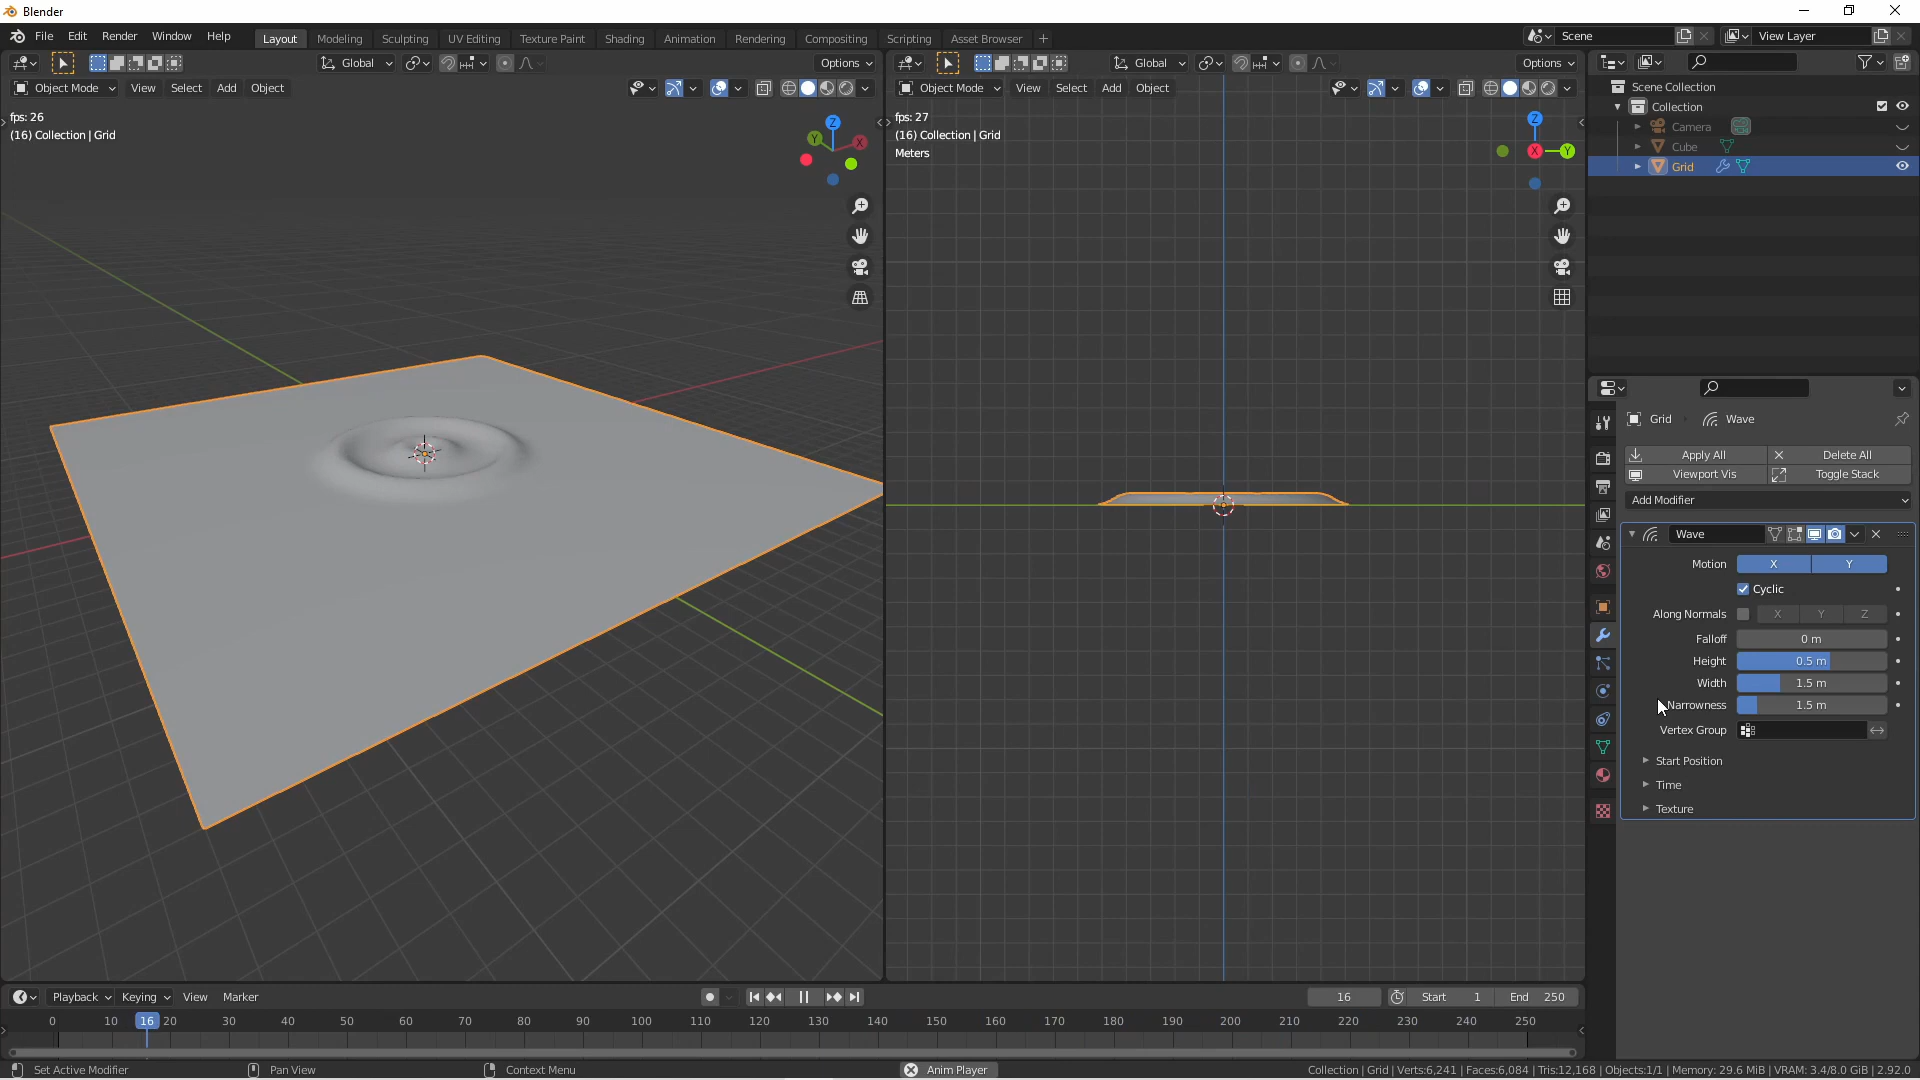 Blender
File Edit Render Window Help Layout Modeling Sculpting UV Editing Texture Paint Shading Animation Rendering Compositing Scripting Asset Browser + Scene View Layer
Global Options Global Options
Object Mode View Select Add Object Object Mode View Select Add Object
fps: 26
(16) Collection | Grid
Z
Y
X
fps: 27
(16) Collection | Grid
Meters
Z
X
Y
Scene Collection
Collection
Camera
Cube
Grid
Grid Wave
Apply All Delete All
Viewport Vis Toggle Stack
Add Modifier
Wave
Motion X Y
Cyclic
Along Normals X Y Z
Falloff 0 m
Height 0.5 m
Width 1.5 m
Narrowness 1.5 m
Vertex Group
Start Position
Time
Texture
Playback Keying View Marker 16 Start 1 End 250
0 10 16 20 30 40 50 60 70 80 90 100 110 120 130 140 150 160 170 180 190 200 210 220 230 240 250
Set Active Modifier Pan View Context Menu Anim Player Collection | Grid | Verts:6,241 | Faces:6,084 | Tris:12,168 | Objects:1/1 | Memory: 29.6 MiB | VRAM: 3.4/8.0 GiB | 2.92.0